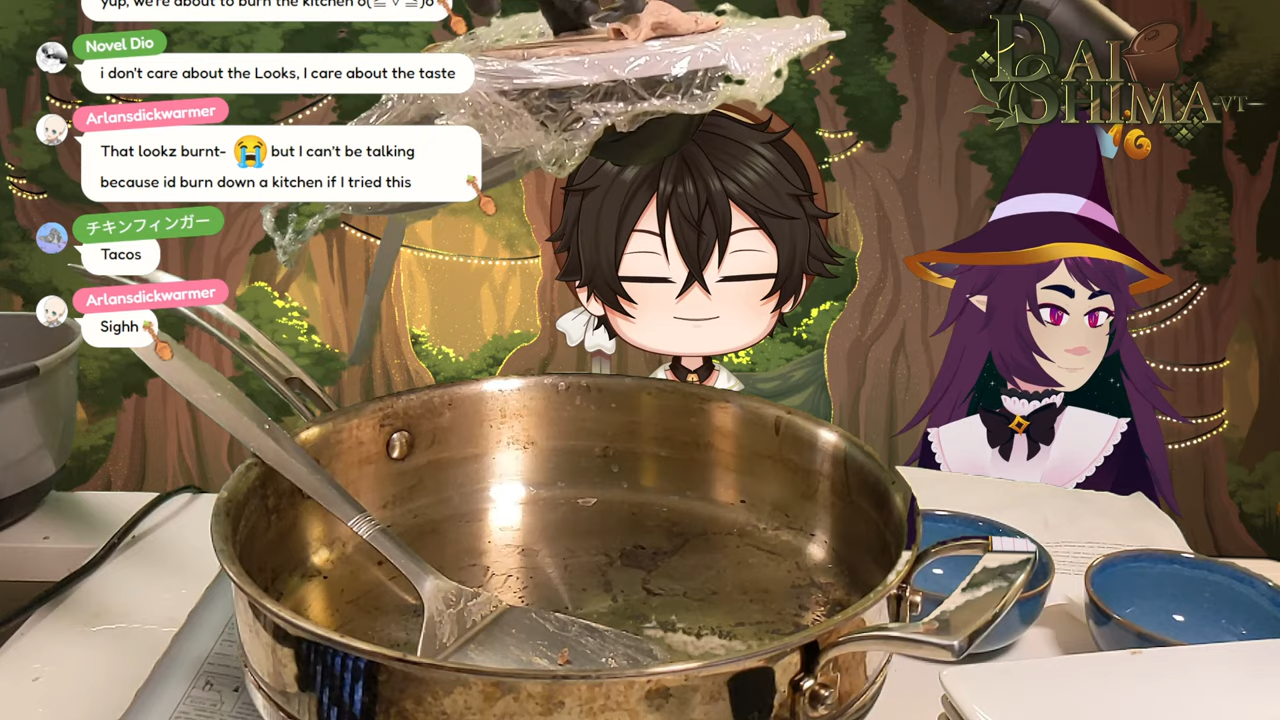 yup, we're about to burn the kitchen o(≧▽≦)o
Novel Dio
i don't care about the Looks, I care about the taste
Arlansdickwarmer
That lookz burnt- 😭 but I can't be talking
because id burn down a kitchen if I tried this
チキンフィンガー
Tacos
Arlansdickwarmer
Sighh
DAI
SHIMA
-VT-